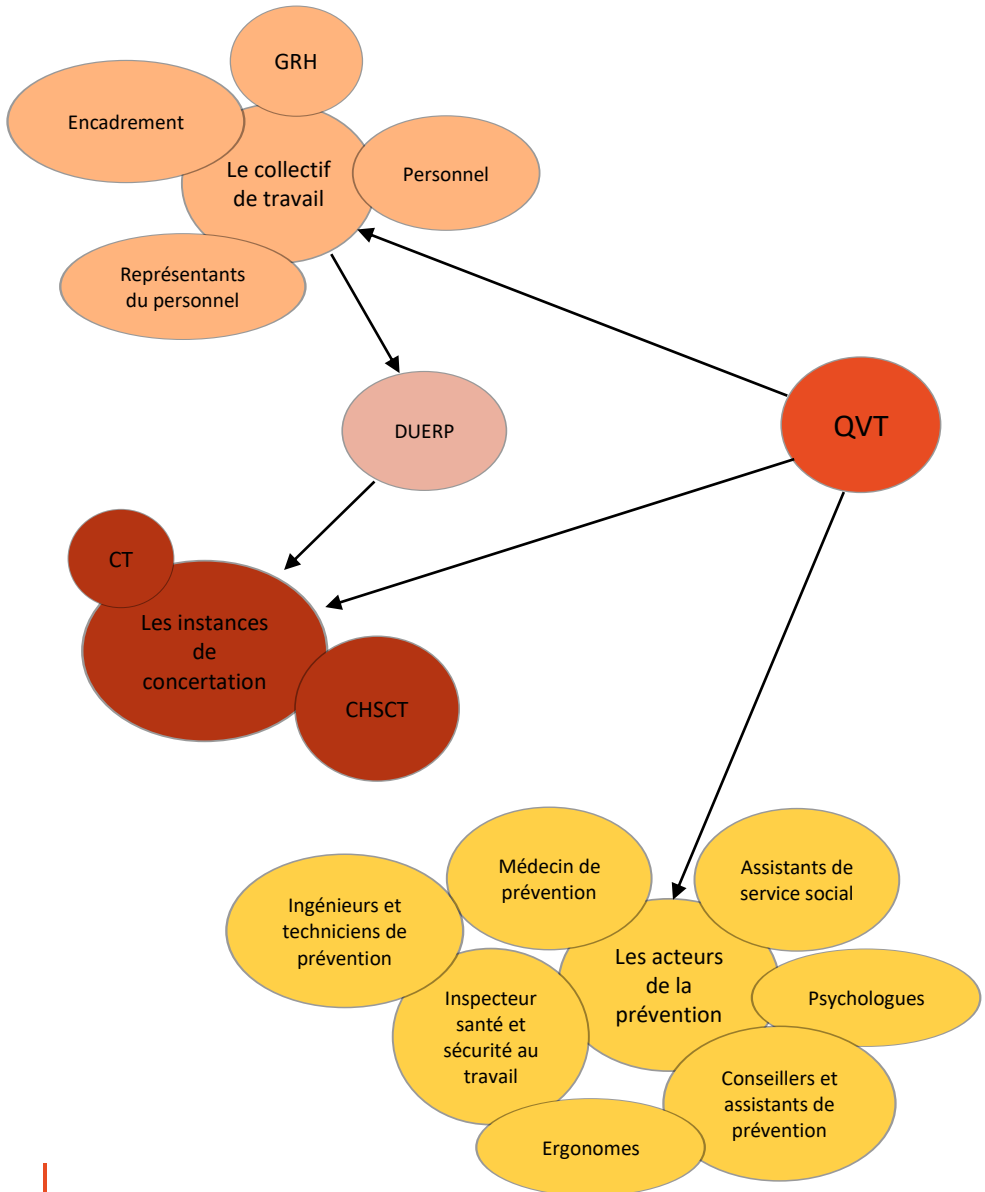 GRH
Encadrement
Le collectif
de travail
Personnel
Représentants
du personnel
DUERP
QVT
CT
Les instances
de
concertation
CHSCT
Médecin de
prévention
Assistants de
service social
Ingénieurs et
techniciens de
prévention
Les acteurs
de la
prévention
Psychologues
Inspecteur
santé et
sécurité au
travail
Conseillers et
assistants de
prévention
Ergonomes